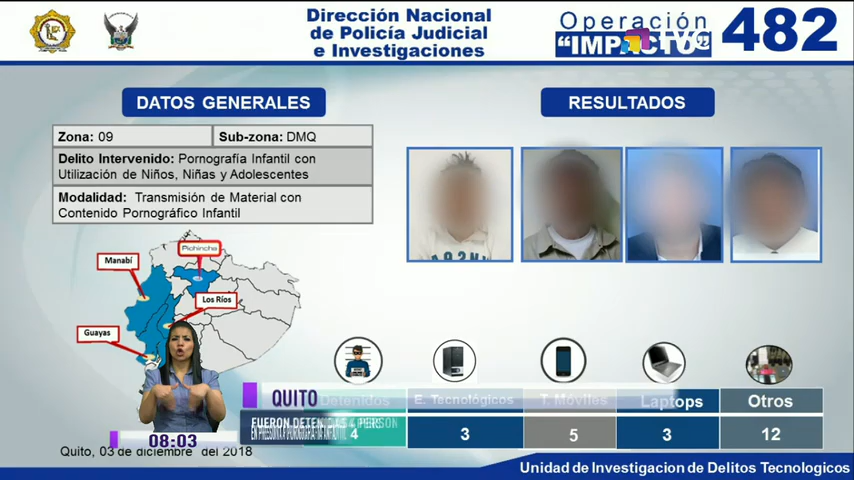 Dirección Nacional
de Policía Judicial
e Investigaciones
Operación
“IMPACTO”
482
DATOS GENERALES
RESULTADOS
Zona: 09
Sub-zona: DMQ
Delito Intervenido: Pornografía Infantil con
Utilización de Niños, Niñas y Adolescentes
Modalidad: Transmisión de Material con
Contenido Pornográfico Infantil
Pichincha
Manabí
Los Ríos
Guayas
Detenidos
E. Tecnológicos
T. Móviles
Laptops
Otros
4
3
5
3
12
QUITO
08:03
Quito, 03 de diciembre del 2018
Unidad de Investigacion de Delitos Tecnologicos